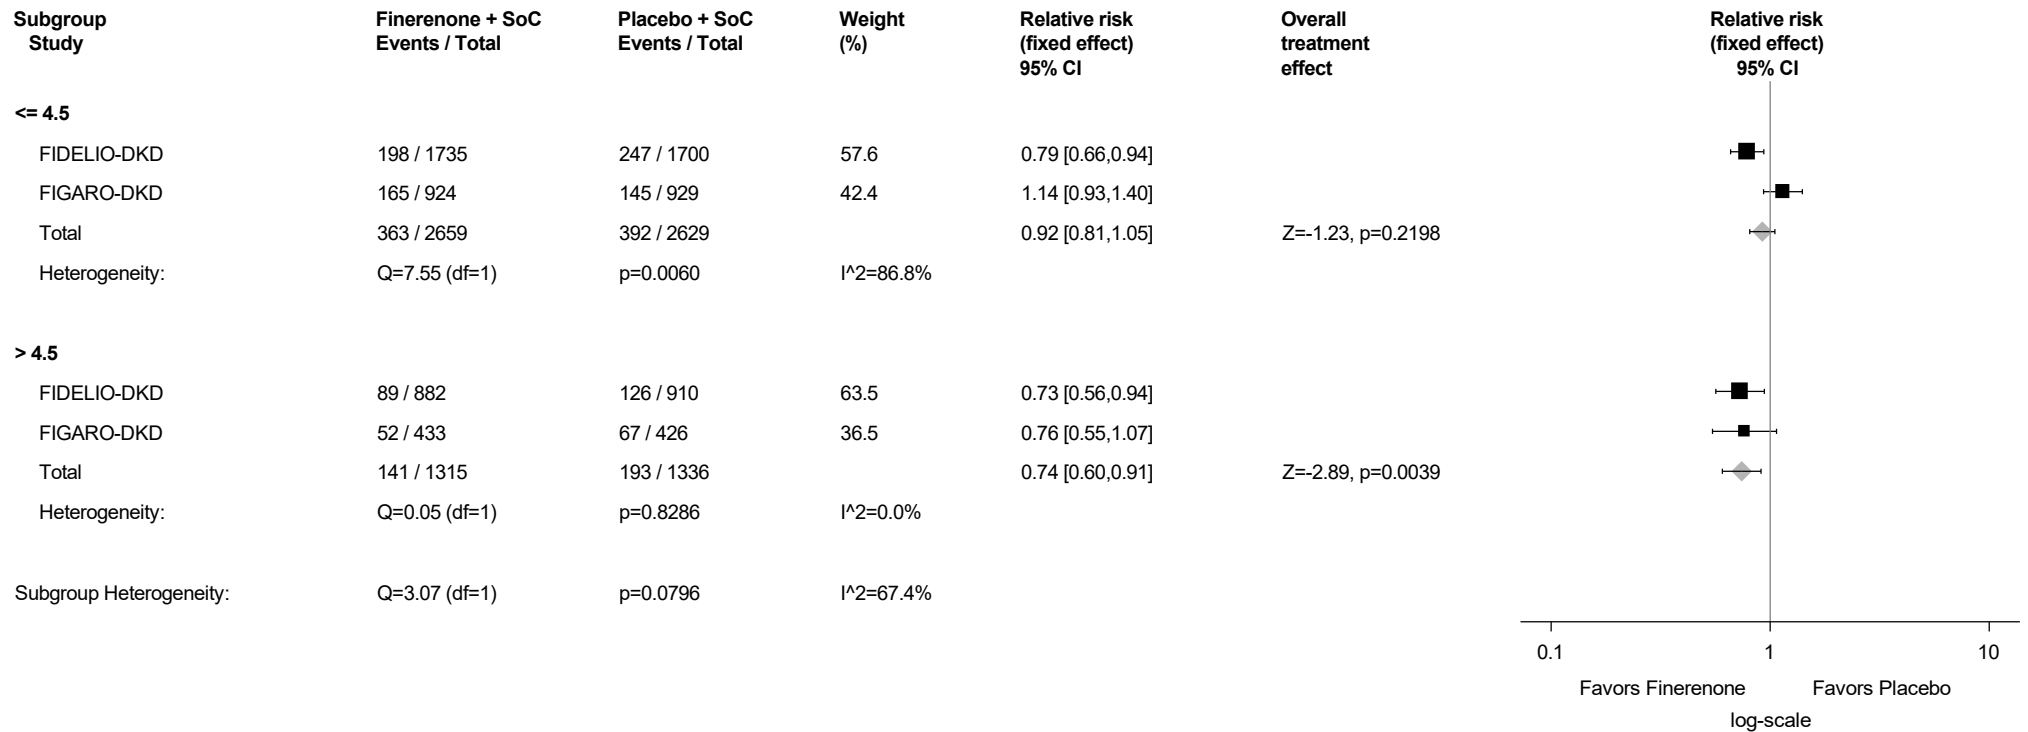 Subgroup Finerenone + SoC Placebo + SoC Weight Relative risk Overall Relative risk
Study Events / Total Events / Total (%) (fixed effect) treatment (fixed effect)
95% CI effect 95% CI
<= 4.5
FIDELIO-DKD 198 / 1735 247 / 1700 57.6 0.79 [0.66,0.94]
FIGARO-DKD 165 / 924 145 / 929 42.4 1.14 [0.93,1.40]
Total 363 / 2659 392 / 2629 0.92 [0.81,1.05] Z=-1.23, p=0.2198
Heterogeneity: Q=7.55 (df=1) p=0.0060 I^2=86.8%
> 4.5
FIDELIO-DKD 89 / 882 126 / 910 63.5 0.73 [0.56,0.94]
FIGARO-DKD 52 / 433 67 / 426 36.5 0.76 [0.55,1.07]
Total 141 / 1315 193 / 1336 0.74 [0.60,0.91] Z=-2.89, p=0.0039
Heterogeneity: Q=0.05 (df=1) p=0.8286 I^2=0.0%
Subgroup Heterogeneity: Q=3.07 (df=1) p=0.0796 I^2=67.4%
0.1 1 10
Favors Finerenone Favors Placebo
log-scale